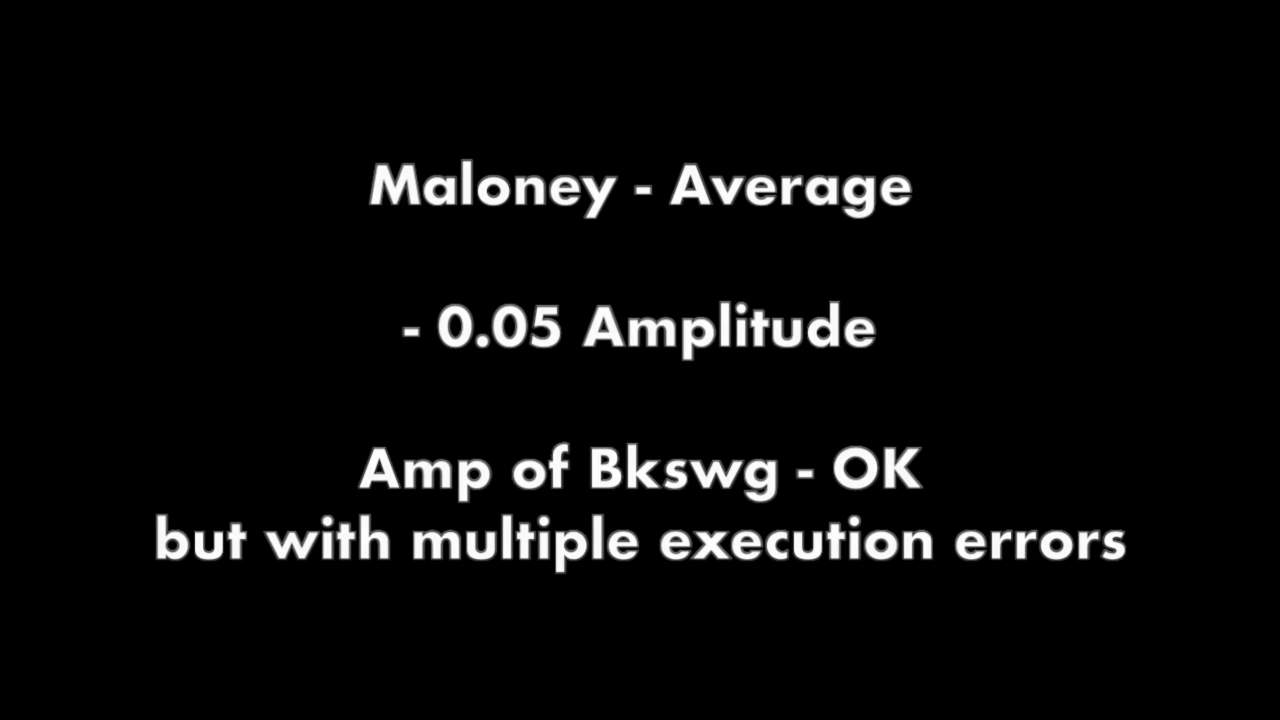 Maloney - Average
- 0.05 Amplitude
Amp of Bkswg - OK
but with multiple execution errors